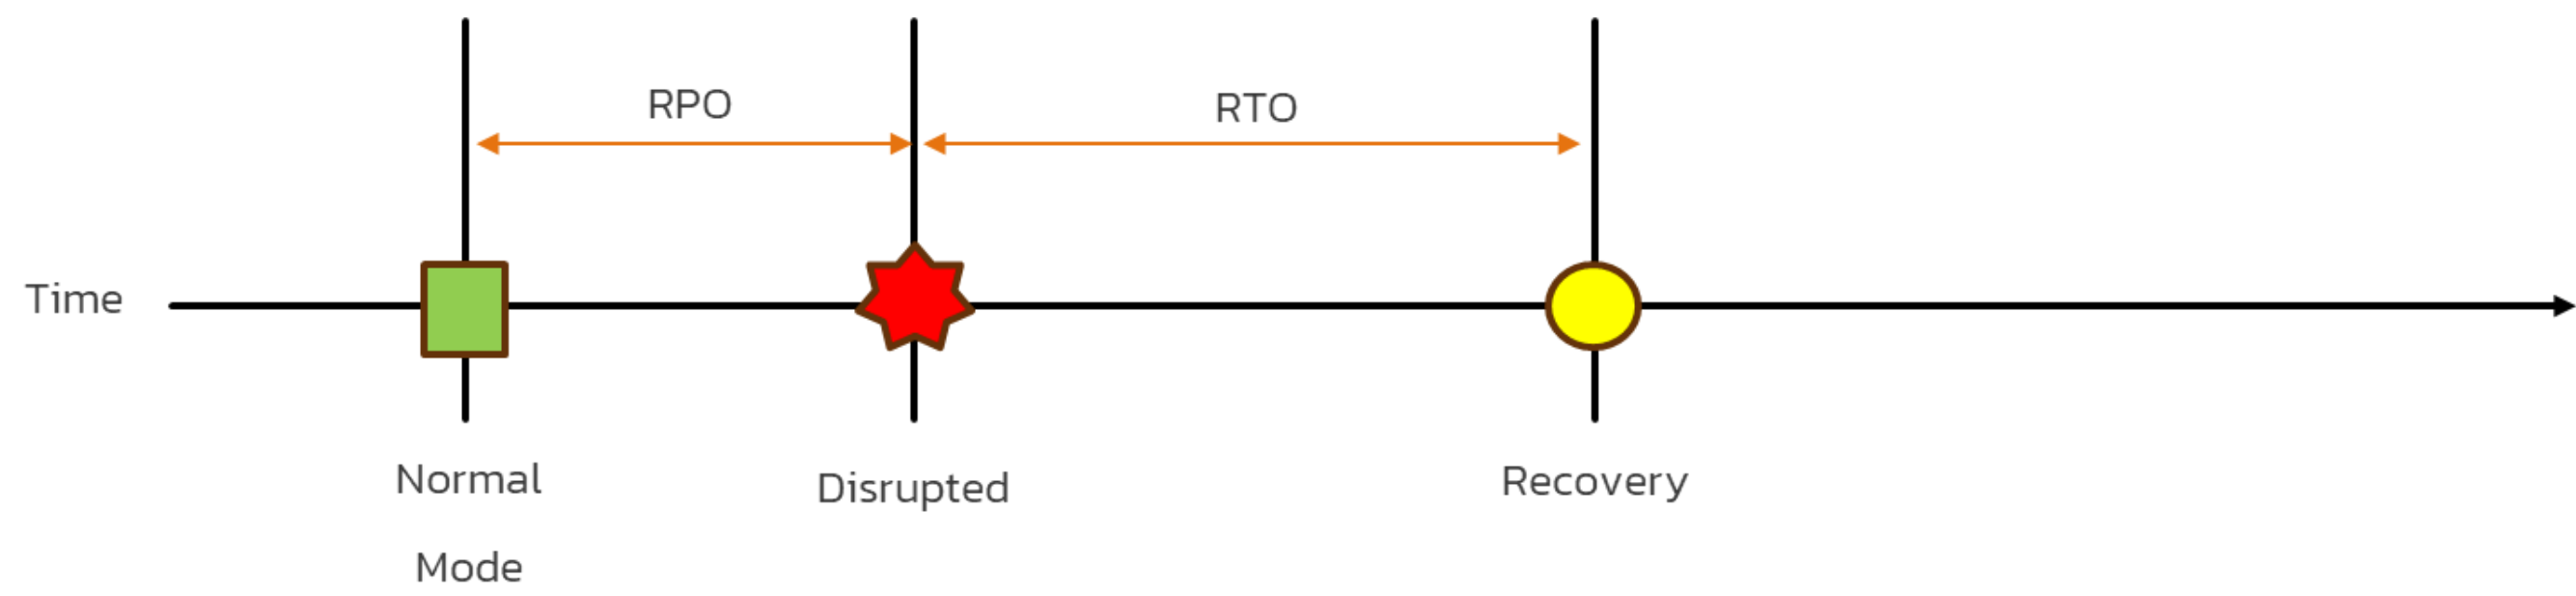 RPO
RTO
Time
Normal
Mode
Disrupted
Recovery